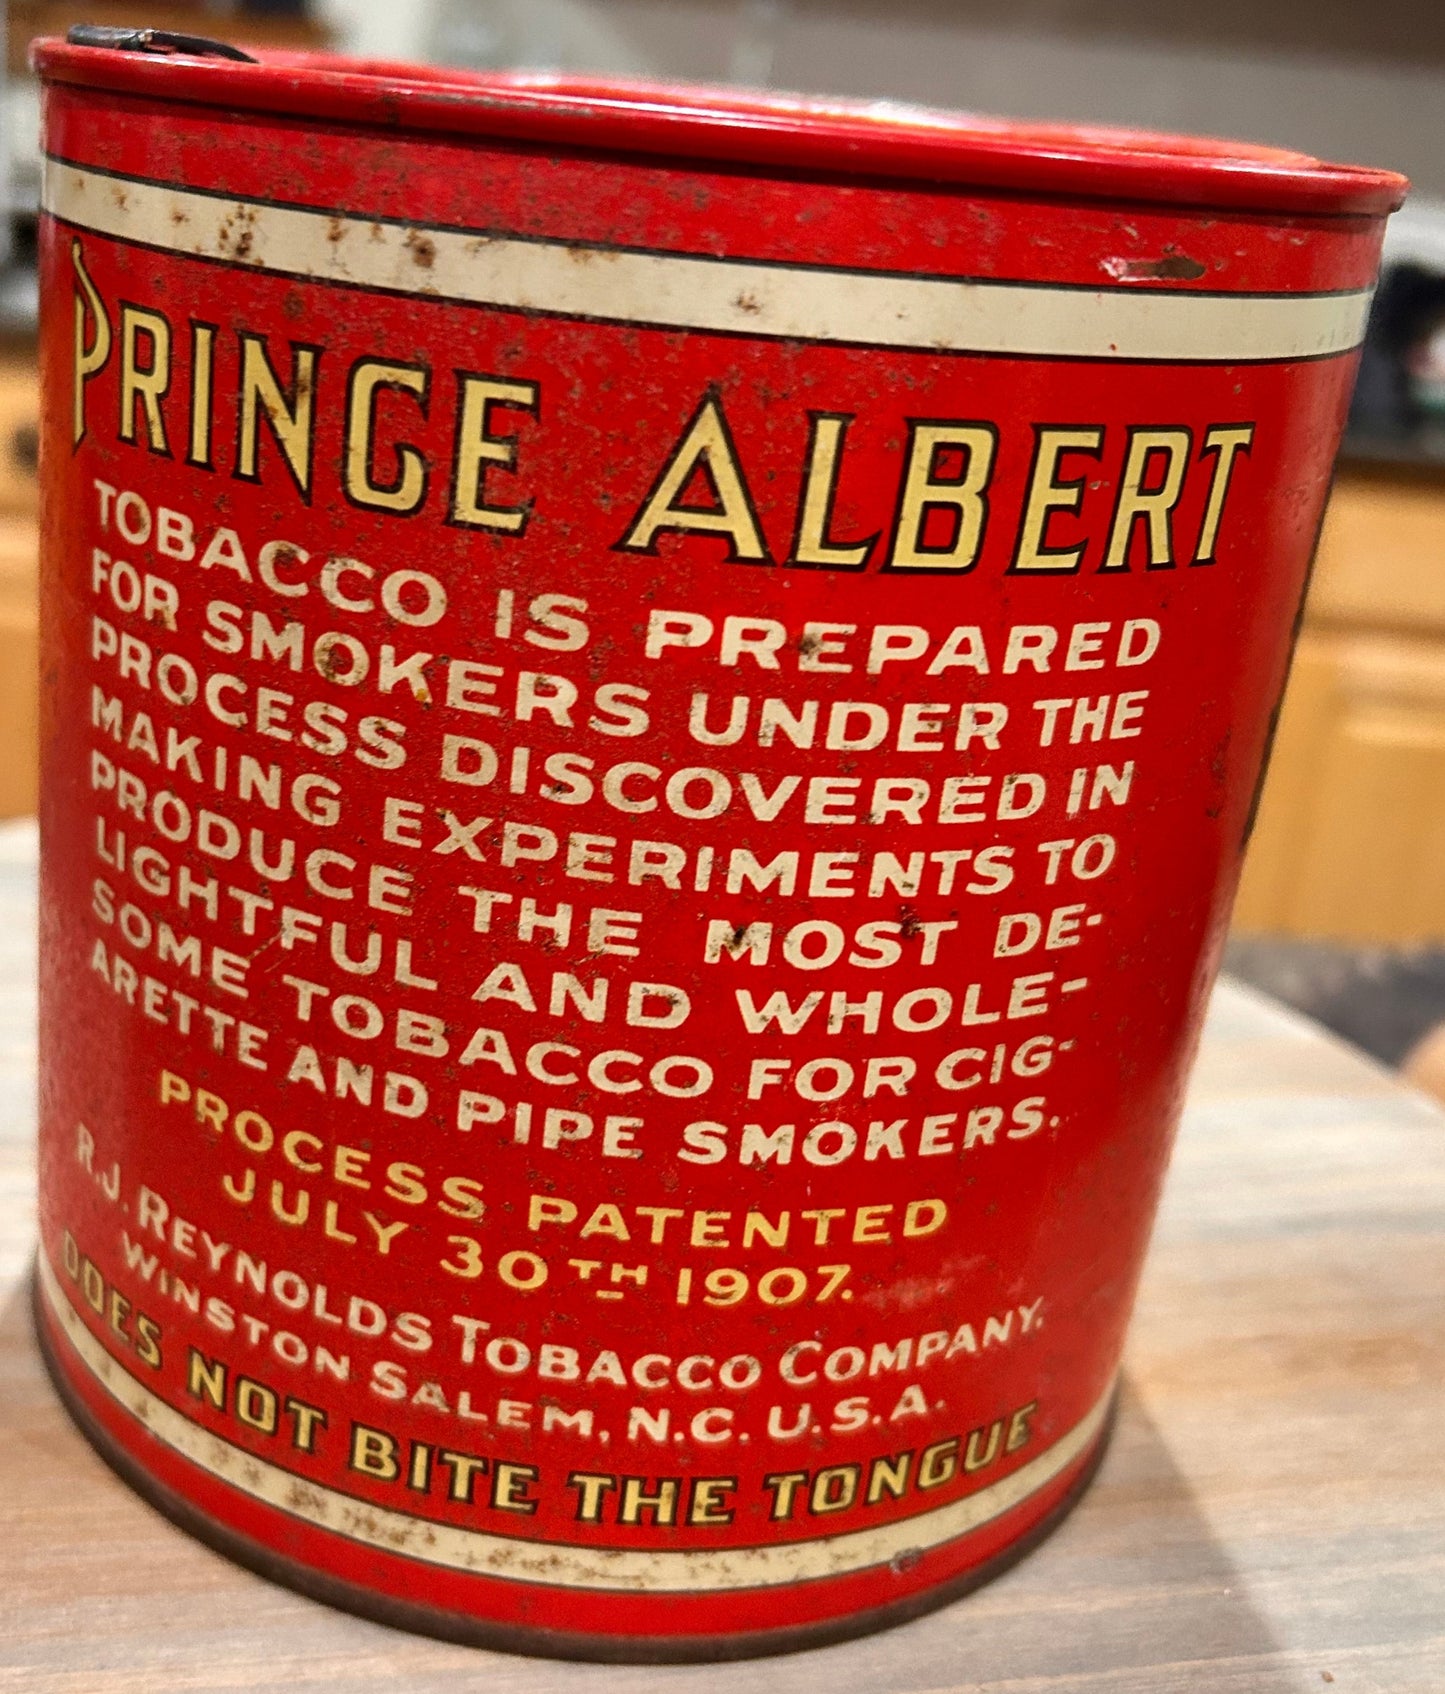 PRINCE ALBERT
TOBACCO IS PREPARED
FOR SMOKERS UNDER THE
PROCESS DISCOVERED IN
MAKING EXPERIMENTS TO
PRODUCE THE MOST DE-
LIGHTFUL AND WHOLE-
SOME TOBACCO FOR CIG-
ARETTE AND PIPE SMOKERS.
PROCESS PATENTED
JULY 30TH 1907.
R.J. REYNOLDS TOBACCO COMPANY,
WINSTON SALEM, N.C. U.S.A.
DOES NOT BITE THE TONGUE